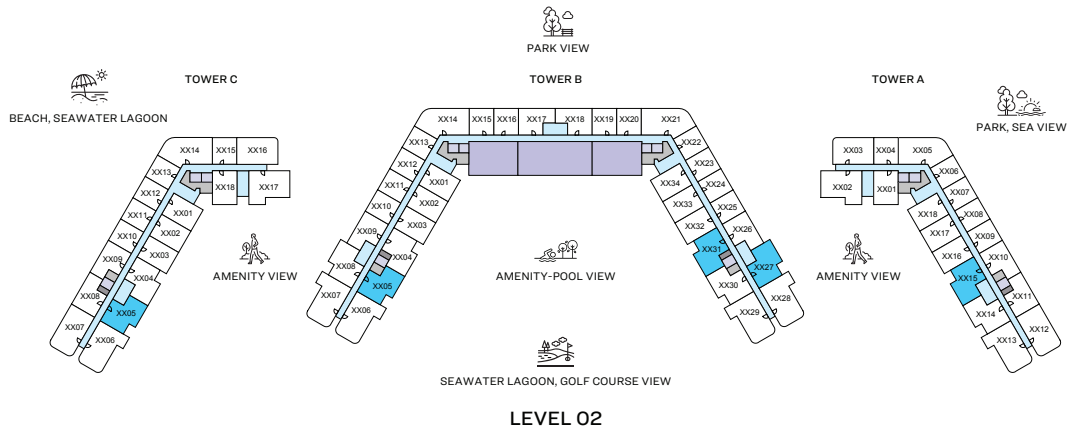 PARK VIEW
TOWER C
TOWER B
TOWER A
BEACH, SEAWATER LAGOON
PARK, SEA VIEW
XX14
XX15
XX16
XX13
XX12
XX11
XX10
XX09
XX08
XX07
XX06
XX05
XX04
XX03
XX02
XX01
XX18
XX17
AMENITY VIEW
XX14
XX15
XX16
XX17
XX18
XX19
XX20
XX21
XX13
XX12
XX11
XX10
XX09
XX08
XX07
XX06
XX05
XX04
XX03
XX02
XX01
XX22
XX23
XX24
XX25
XX26
XX27
XX28
XX29
XX30
XX31
XX32
XX33
XX34
AMENITY-POOL VIEW
XX03
XX04
XX05
XX02
XX01
XX06
XX07
XX08
XX09
XX10
XX11
XX12
XX13
XX14
XX15
XX16
XX17
XX18
AMENITY VIEW
SEAWATER LAGOON, GOLF COURSE VIEW
LEVEL 02